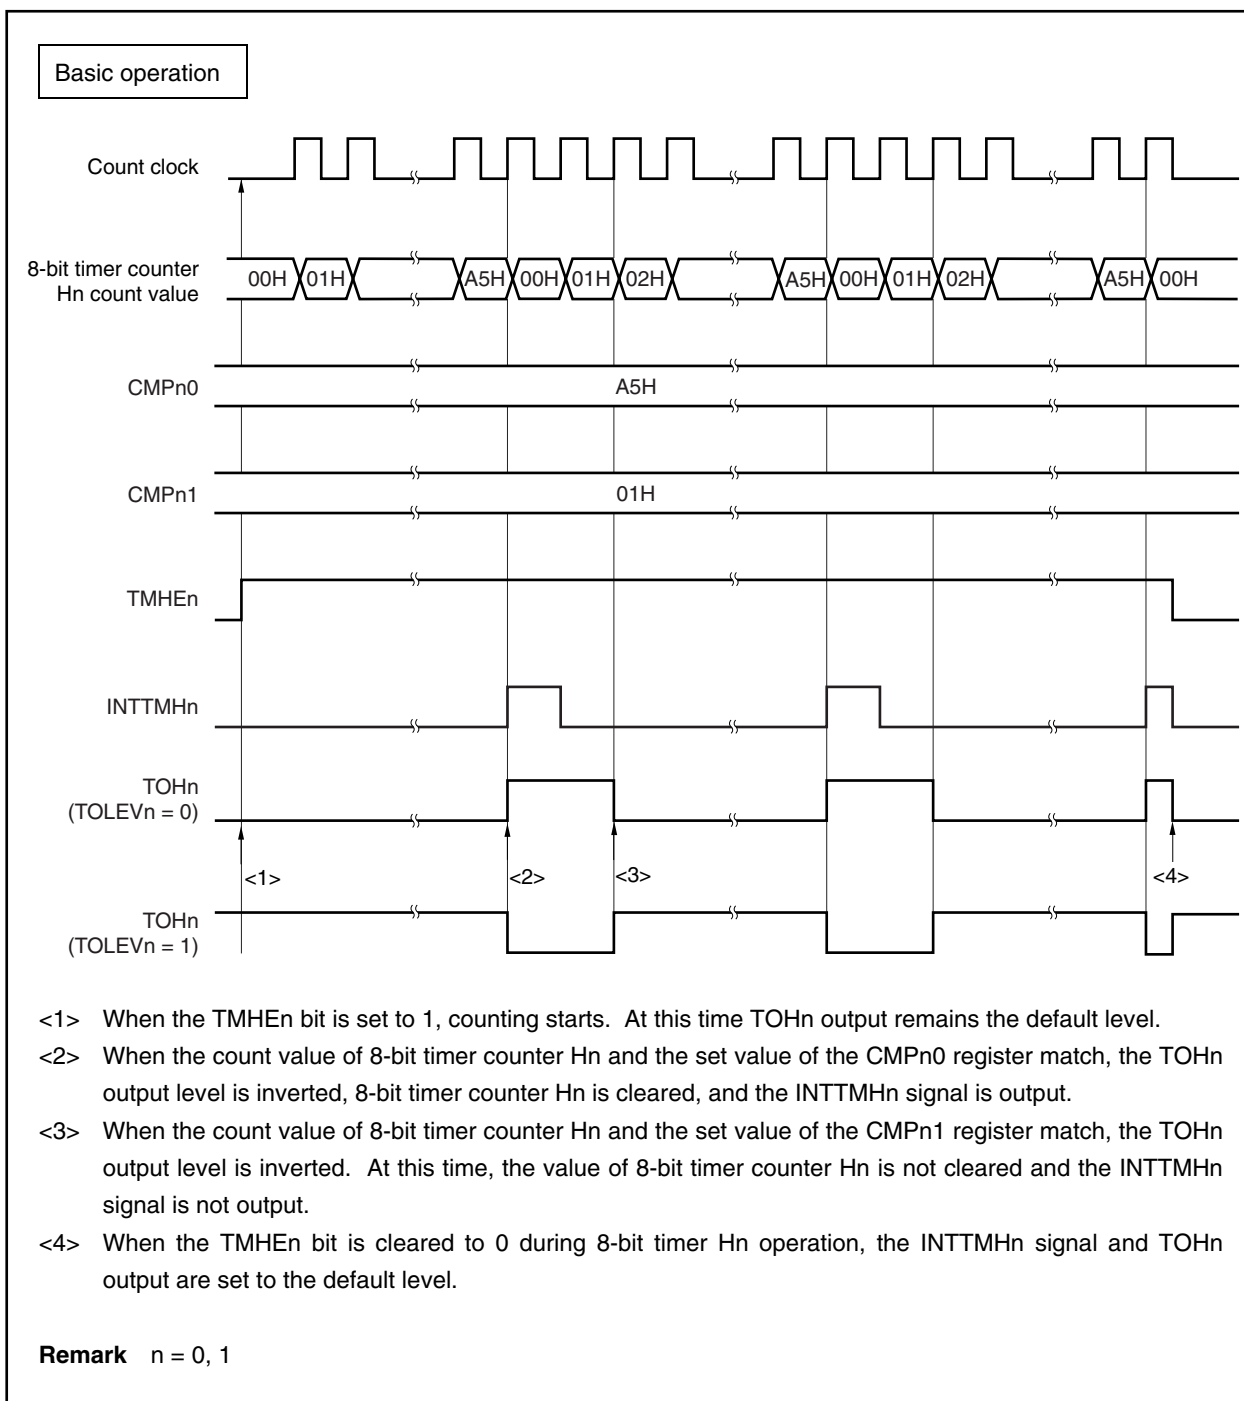 Basic operation
Count clock
8-bit timer counter
Hn count value
00H 01H A5H 00H 01H 02H A5H 00H 01H 02H A5H 00H
CMPn0
A5H
CMPn1
01H
TMHEn
INTTMHn
TOHn
(TOLEVn = 0)
<1> <2> <3> <4>
TOHn
(TOLEVn = 1)
<1> When the TMHEn bit is set to 1, counting starts. At this time TOHn output remains the default level.
<2> When the count value of 8-bit timer counter Hn and the set value of the CMPn0 register match, the TOHn
output level is inverted, 8-bit timer counter Hn is cleared, and the INTTMHn signal is output.
<3> When the count value of 8-bit timer counter Hn and the set value of the CMPn1 register match, the TOHn
output level is inverted. At this time, the value of 8-bit timer counter Hn is not cleared and the INTTMHn
signal is not output.
<4> When the TMHEn bit is cleared to 0 during 8-bit timer Hn operation, the INTTMHn signal and TOHn
output are set to the default level.
Remark n = 0, 1